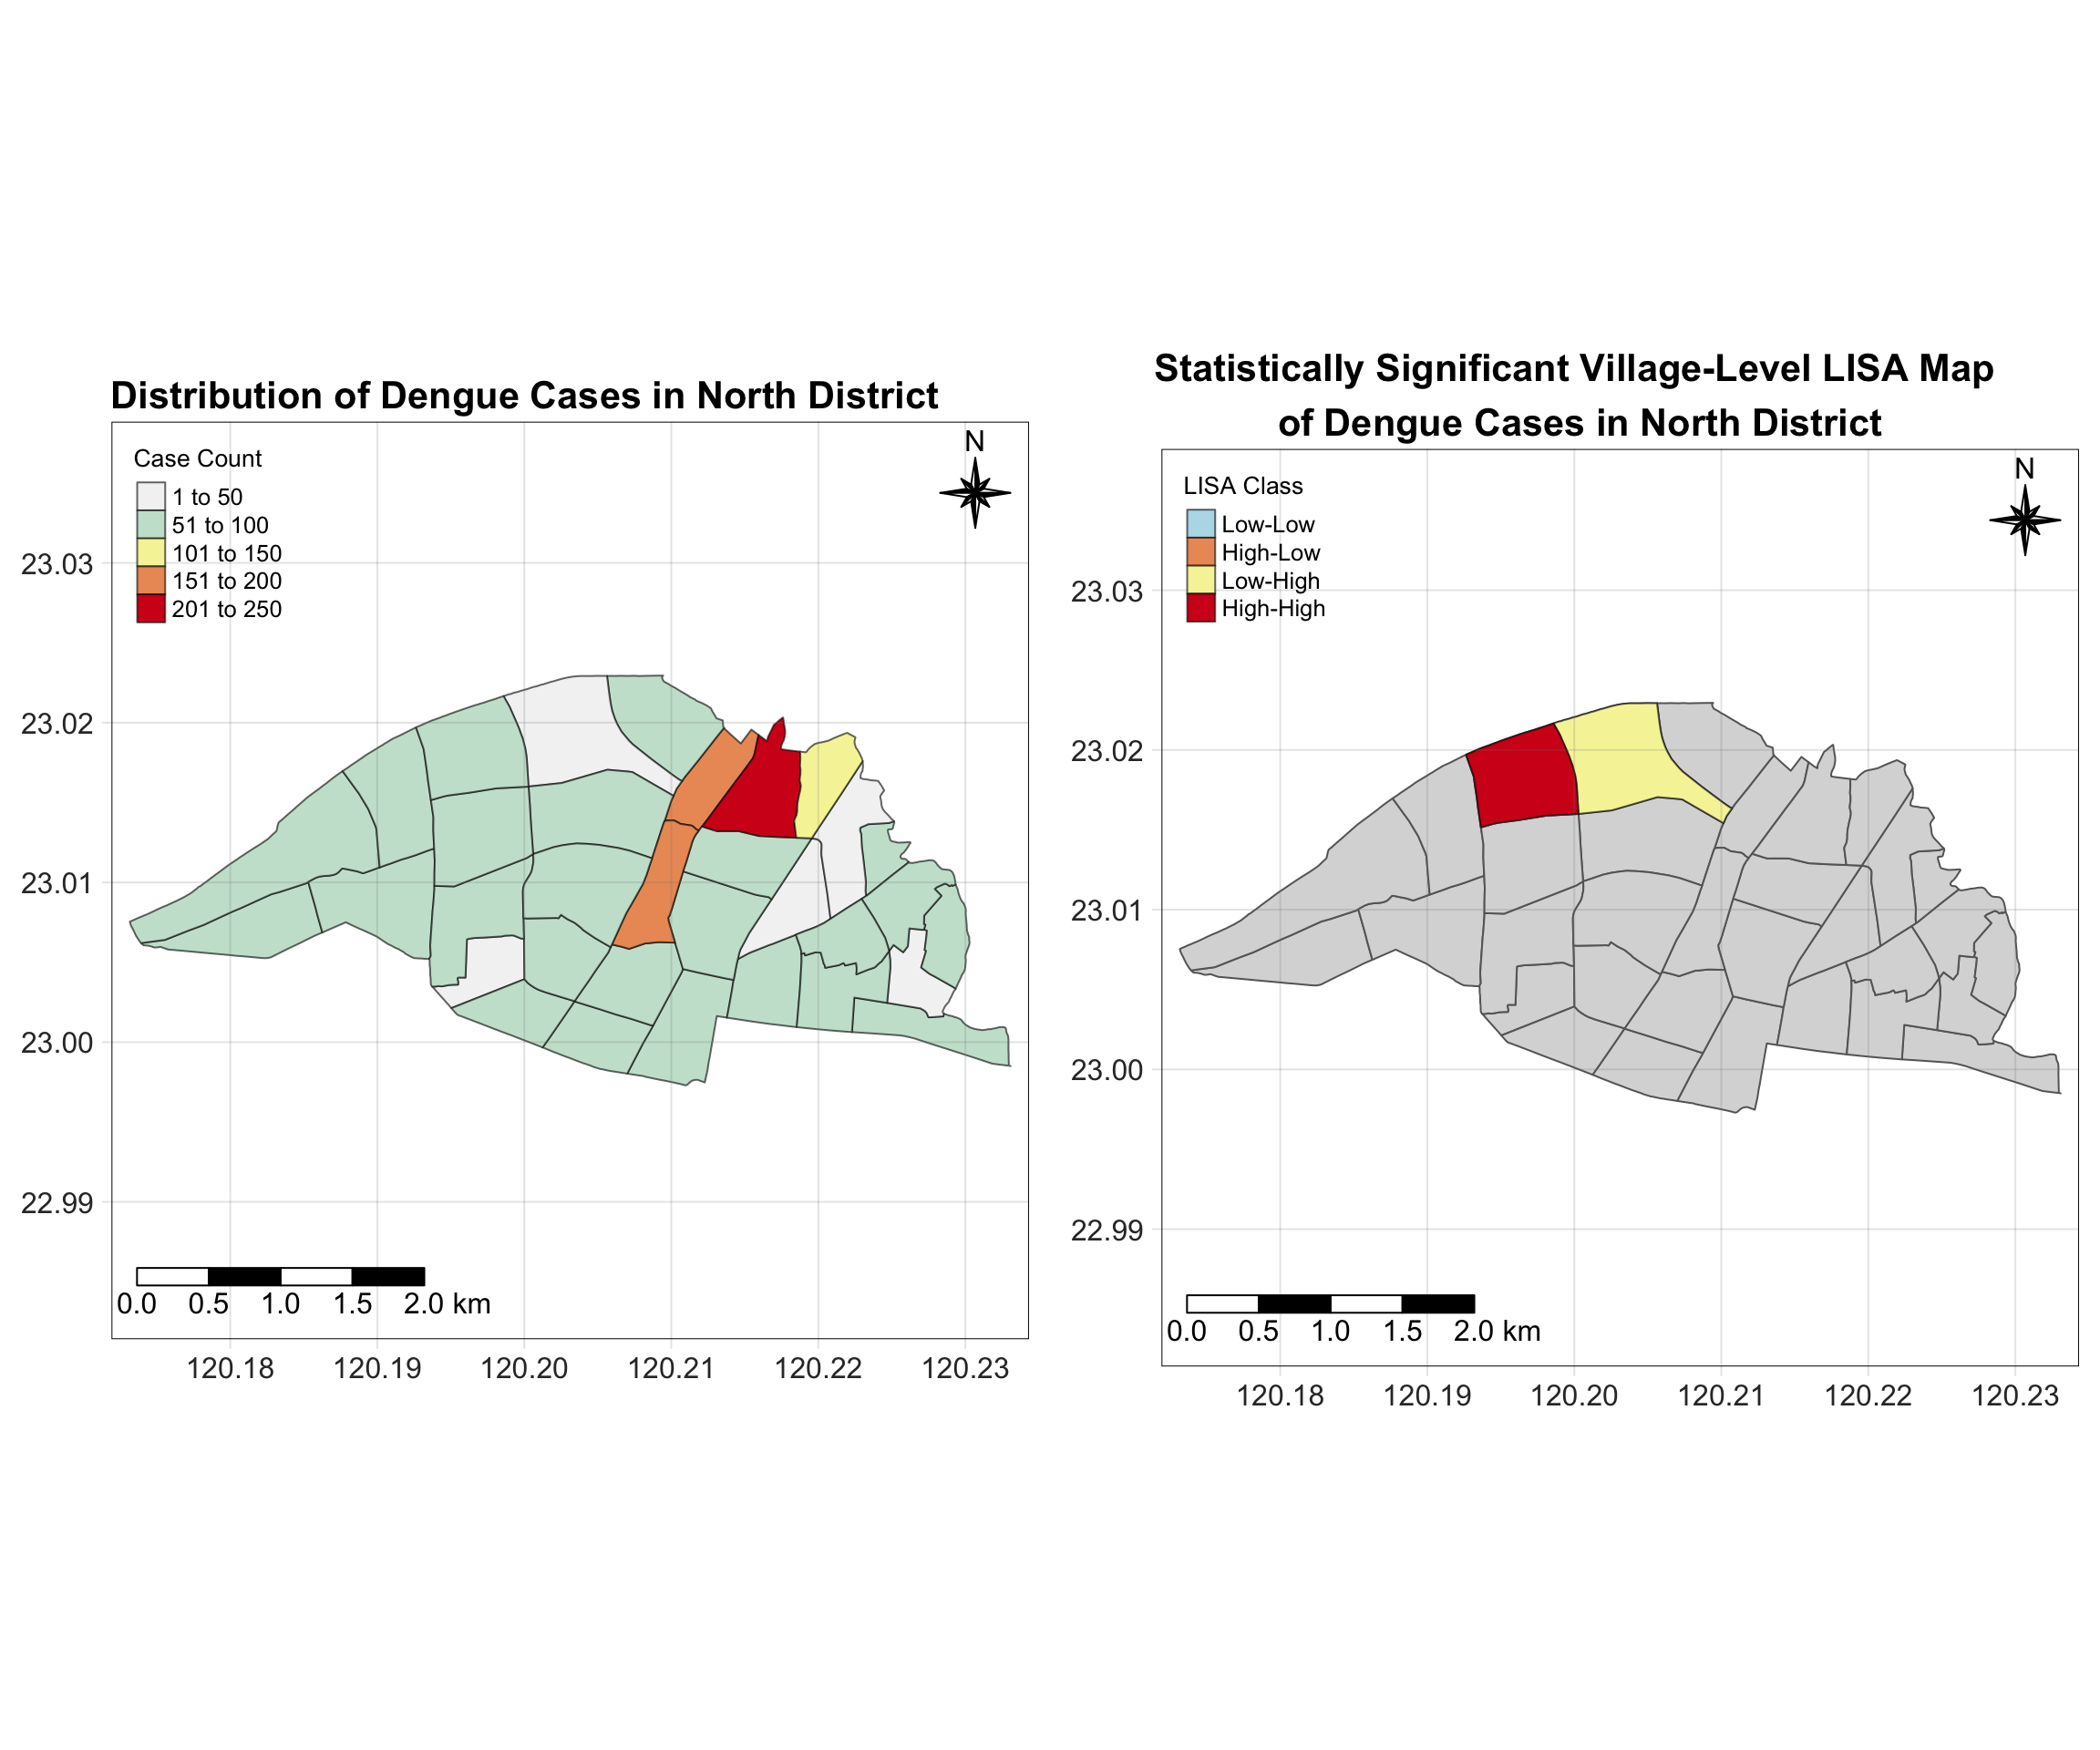 Distribution of Dengue Cases in North District
N
Case Count
1 to 50
51 to 100
101 to 150
151 to 200
201 to 250
23.03
23.02
23.01
23.00
22.99
0.0 0.5 1.0 1.5 2.0 km
120.18 120.19 120.20 120.21 120.22 120.23
Statistically Significant Village-Level LISA Map
of Dengue Cases in North District
N
LISA Class
Low-Low
High-Low
Low-High
High-High
23.03
23.02
23.01
23.00
22.99
0.0 0.5 1.0 1.5 2.0 km
120.18 120.19 120.20 120.21 120.22 120.23